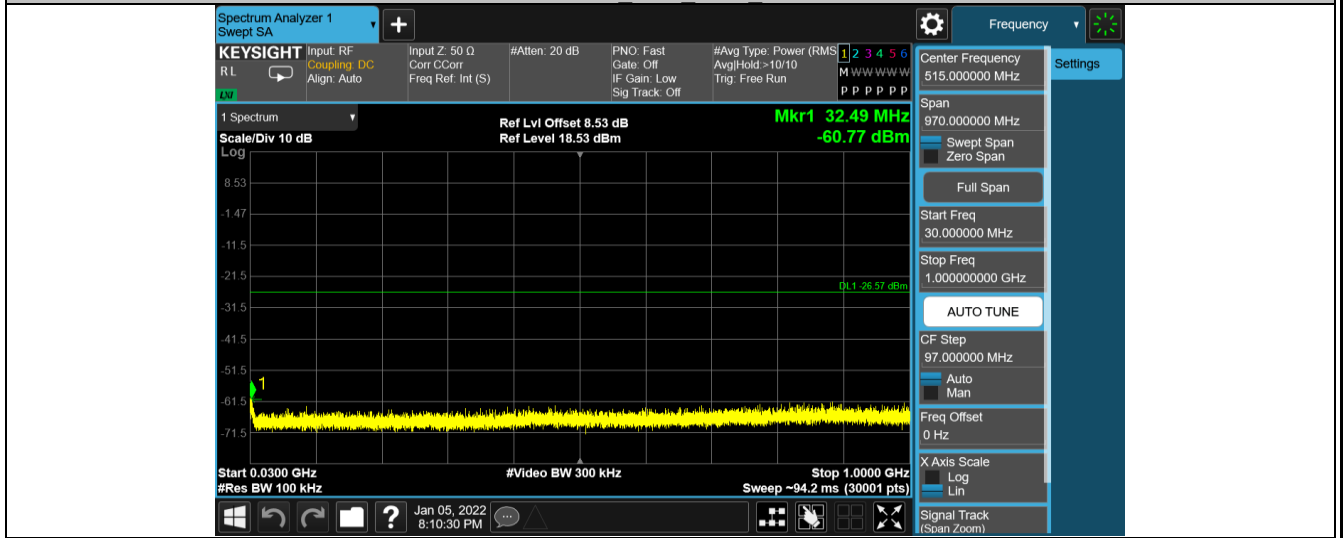 Spectrum Analyzer 1
Swept SA
+
Frequency
KEYSIGHT
R L
LXI
Input: RF
Coupling: DC
Align: Auto
Input Z: 50 Ω
Corr CCorr
Freq Ref: Int (S)
#Atten: 20 dB
PNO: Fast
Gate: Off
IF Gain: Low
Sig Track: Off
#Avg Type: Power (RMS
Avg|Hold:>10/10
Trig: Free Run
1 2 3 4 5 6
M W W W W W
P P P P P P
1 Spectrum
Scale/Div 10 dB
Log
Ref Lvl Offset 8.53 dB
Ref Level 18.53 dBm
Mkr1 32.49 MHz
-60.77 dBm
8.53
-1.47
-11.5
-21.5
DL1 -26.57 dBm
-31.5
-41.5
-51.5
1
-61.5
-71.5
Start 0.0300 GHz
#Res BW 100 kHz
#Video BW 300 kHz
Stop 1.0000 GHz
Sweep ~94.2 ms (30001 pts)
?
Jan 05, 2022
8:10:30 PM
Center Frequency
515.000000 MHz
Settings
Span
970.000000 MHz
Swept Span
Zero Span
Full Span
Start Freq
30.000000 MHz
Stop Freq
1.000000000 GHz
AUTO TUNE
CF Step
97.000000 MHz
Auto
Man
Freq Offset
0 Hz
X Axis Scale
Log
Lin
Signal Track
(Span Zoom)